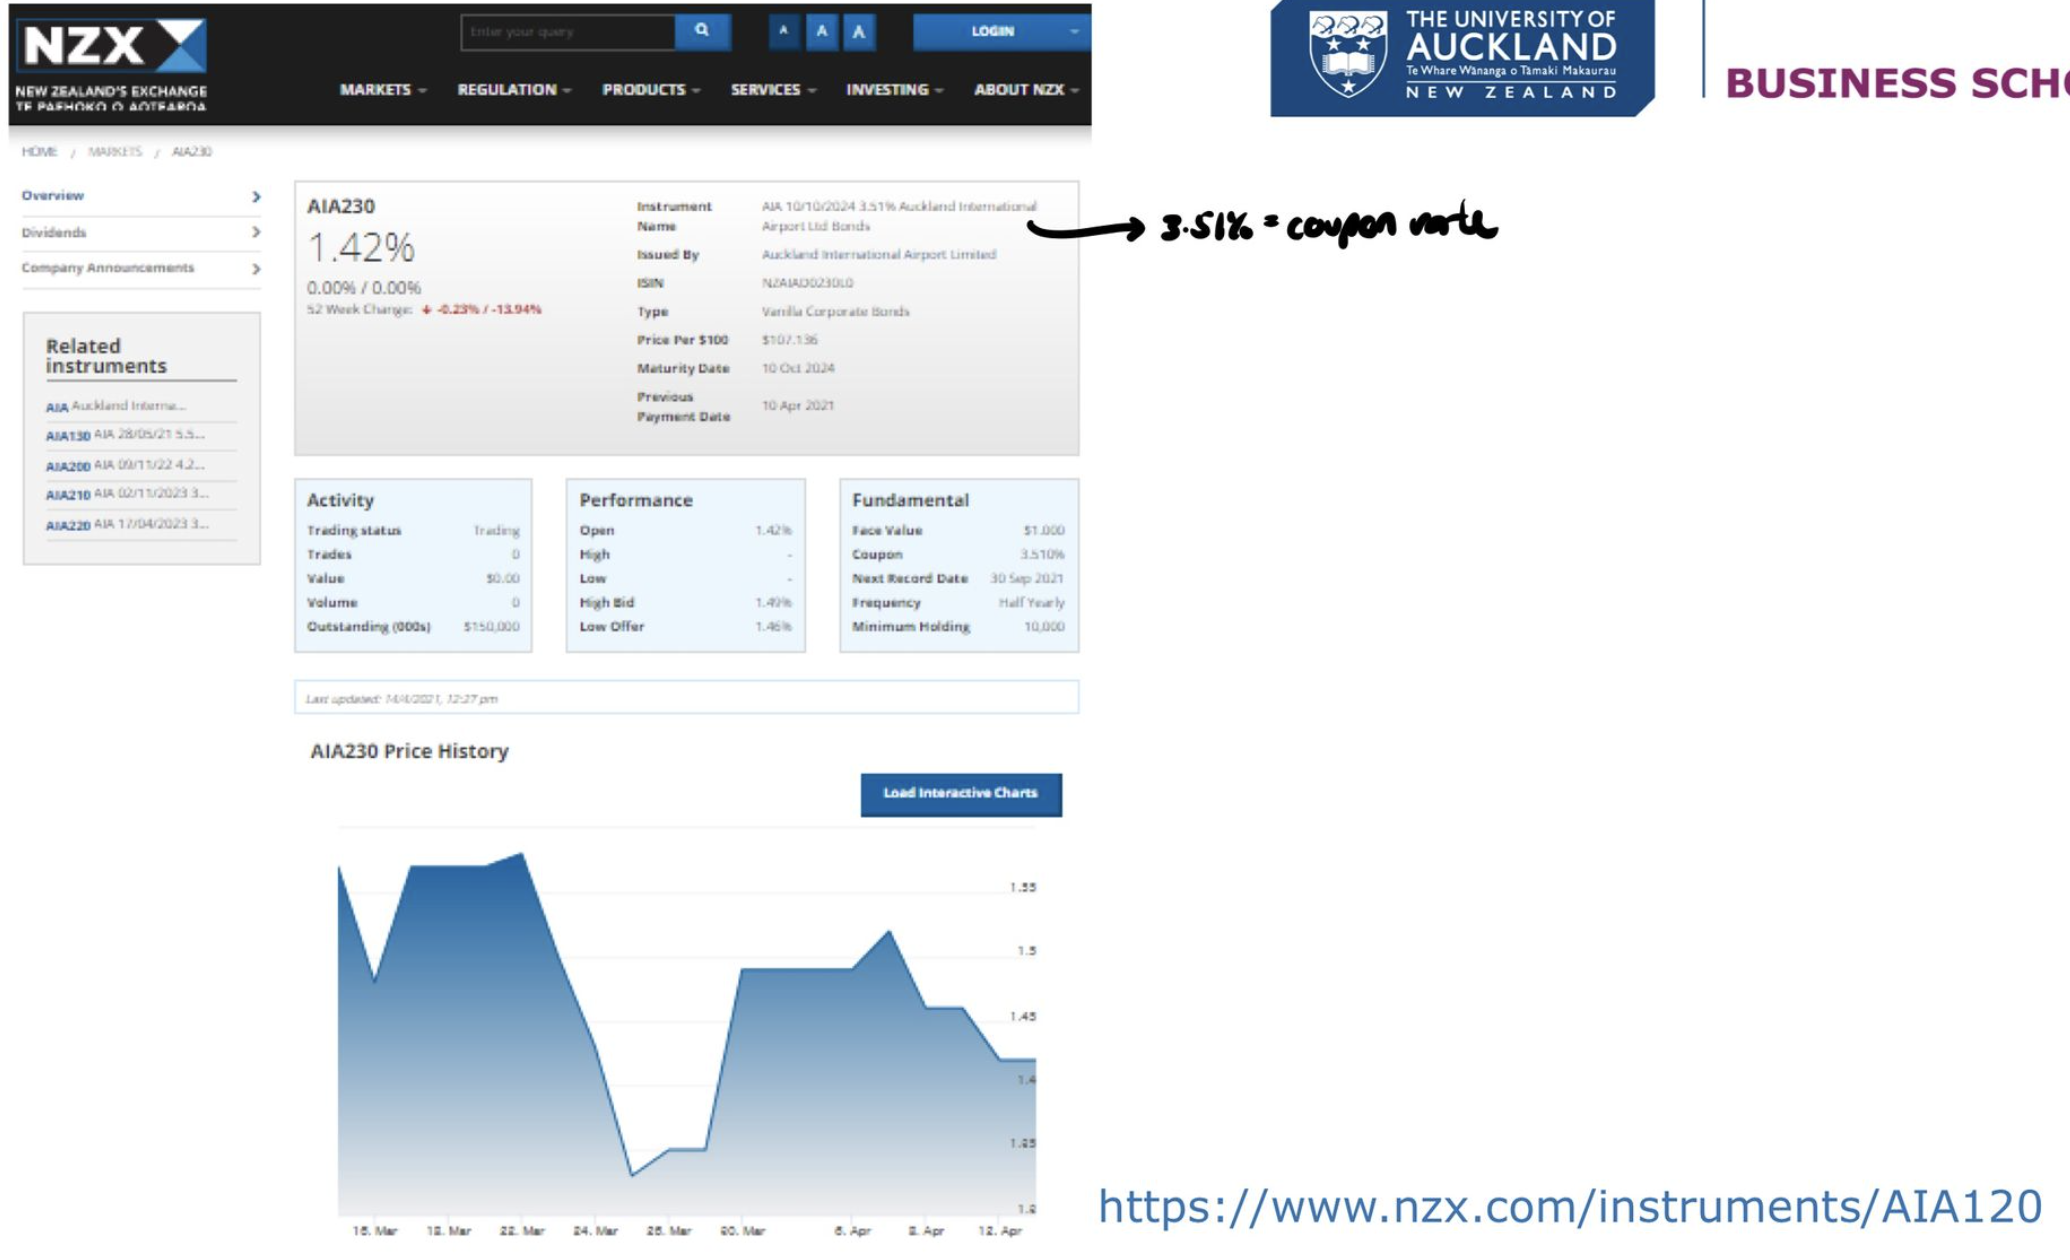 NZX
NEW ZEALAND'S EXCHANGE
TE PAEHOKO O AOTEAROA
Enter your query
A A A
LOGIN
MARKETS REGULATION PRODUCTS SERVICES INVESTING ABOUT NZX
THE UNIVERSITY OF
AUCKLAND
Te Whare Wānanga o Tāmaki Makaurau
NEW ZEALAND
BUSINESS SCHO
HOME / MARKETS / AIA230
Overview
Dividends
Company Announcements
Related
instruments
AIA Auckland Interna...
AIA130 AIA 28/05/21 5.5...
AIA200 AIA 09/11/22 4.2...
AIA210 AIA 02/11/2023 3...
AIA220 AIA 17/04/2023 3...
AIA230
1.42%
0.00% / 0.00%
52 Week Change: -0.23% / -13.94%
Instrument Name AIA 10/10/2024 3.51% Auckland International
Airport Ltd Bonds
Issued By Auckland International Airport Limited
ISIN NZAIAD0230L0
Type Vanilla Corporate Bonds
Price Per $100 $107.136
Maturity Date 10 Oct 2024
Previous Payment Date 10 Apr 2021
3.51% = coupon rate
Activity
Trading status Trading
Trades 0
Value $0.00
Volume 0
Outstanding (000s) $150,000
Performance
Open 1.42%
High -
Low -
High Bid 1.49%
Low Offer 1.46%
Fundamental
Face Value $1.000
Coupon 3.510%
Next Record Date 30 Sep 2021
Frequency Half Yearly
Minimum Holding 10,000
Last updated: 14/4/2021, 12:27 pm
AIA230 Price History
Load Interactive Charts
1.55
1.5
1.45
1.4
1.35
1.3
16. Mar 18. Mar 22. Mar 24. Mar 26. Mar 30. Mar 6. Apr 8. Apr 12. Apr
https://www.nzx.com/instruments/AIA120